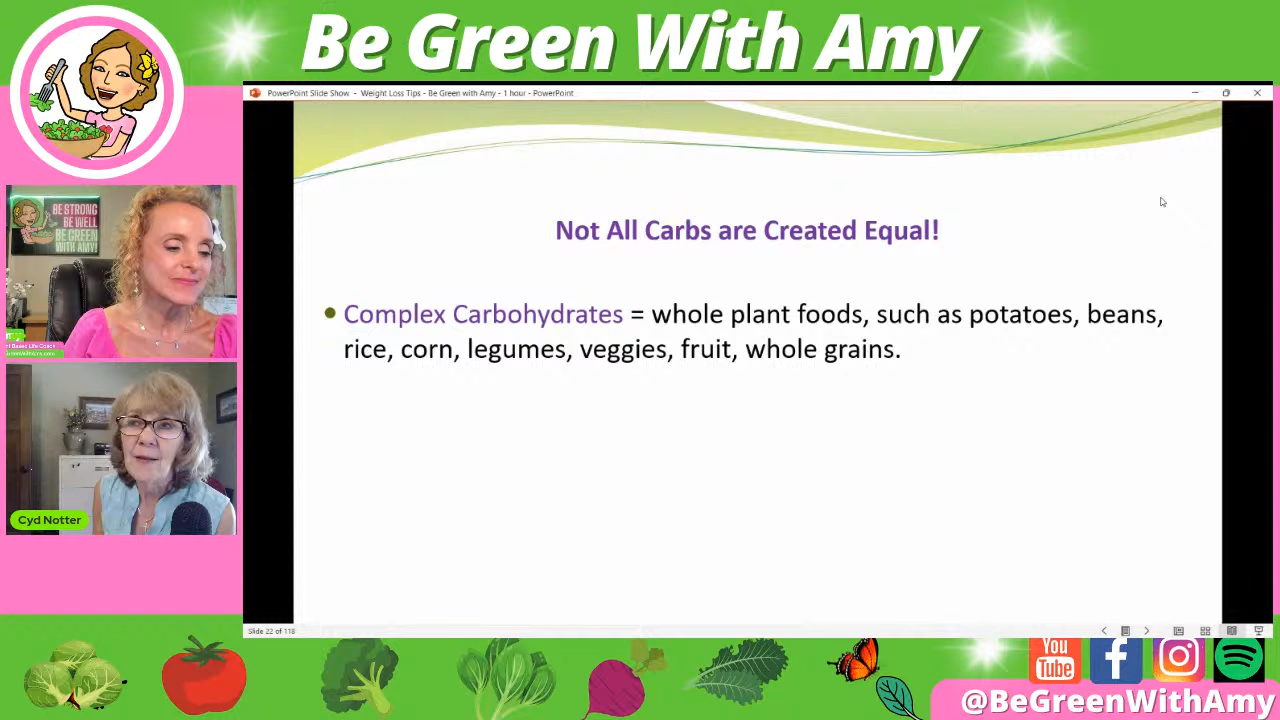 Be Green With Amy
PowerPoint Slide Show - Weight Loss Tips - Be Green with Amy - 1 hour - PowerPoint
BE STRONG
BE WELL
BE GREEN
WITH AMY!
Not All Carbs are Created Equal!
Complex Carbohydrates = whole plant foods, such as potatoes, beans,
rice, corn, legumes, veggies, fruit, whole grains.
Cyd Notter
Slide 22 of 118
You
Tube
@BeGreenWithAmy